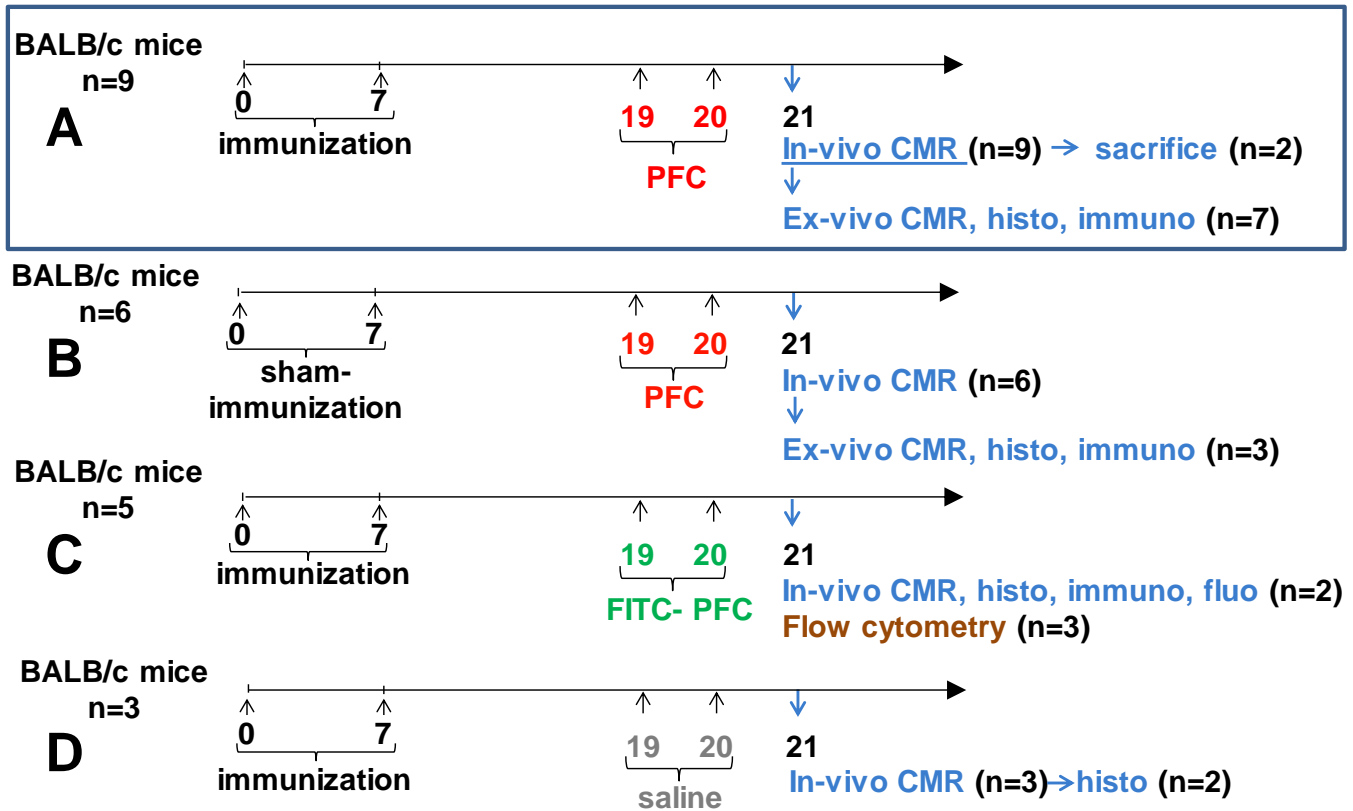 BALB/c mice
n=9
A
0 7
immunization
19 20
PFC
21
In-vivo CMR (n=9) → sacrifice (n=2)
Ex-vivo CMR, histo, immuno (n=7)
BALB/c mice
n=6
B
0 7
sham-
immunization
19 20
PFC
21
In-vivo CMR (n=6)
Ex-vivo CMR, histo, immuno (n=3)
BALB/c mice
n=5
C
0 7
immunization
19 20
FITC- PFC
21
In-vivo CMR, histo, immuno, fluo (n=2)
Flow cytometry (n=3)
BALB/c mice
n=3
D
0 7
immunization
19 20
saline
21
In-vivo CMR (n=3)→histo (n=2)